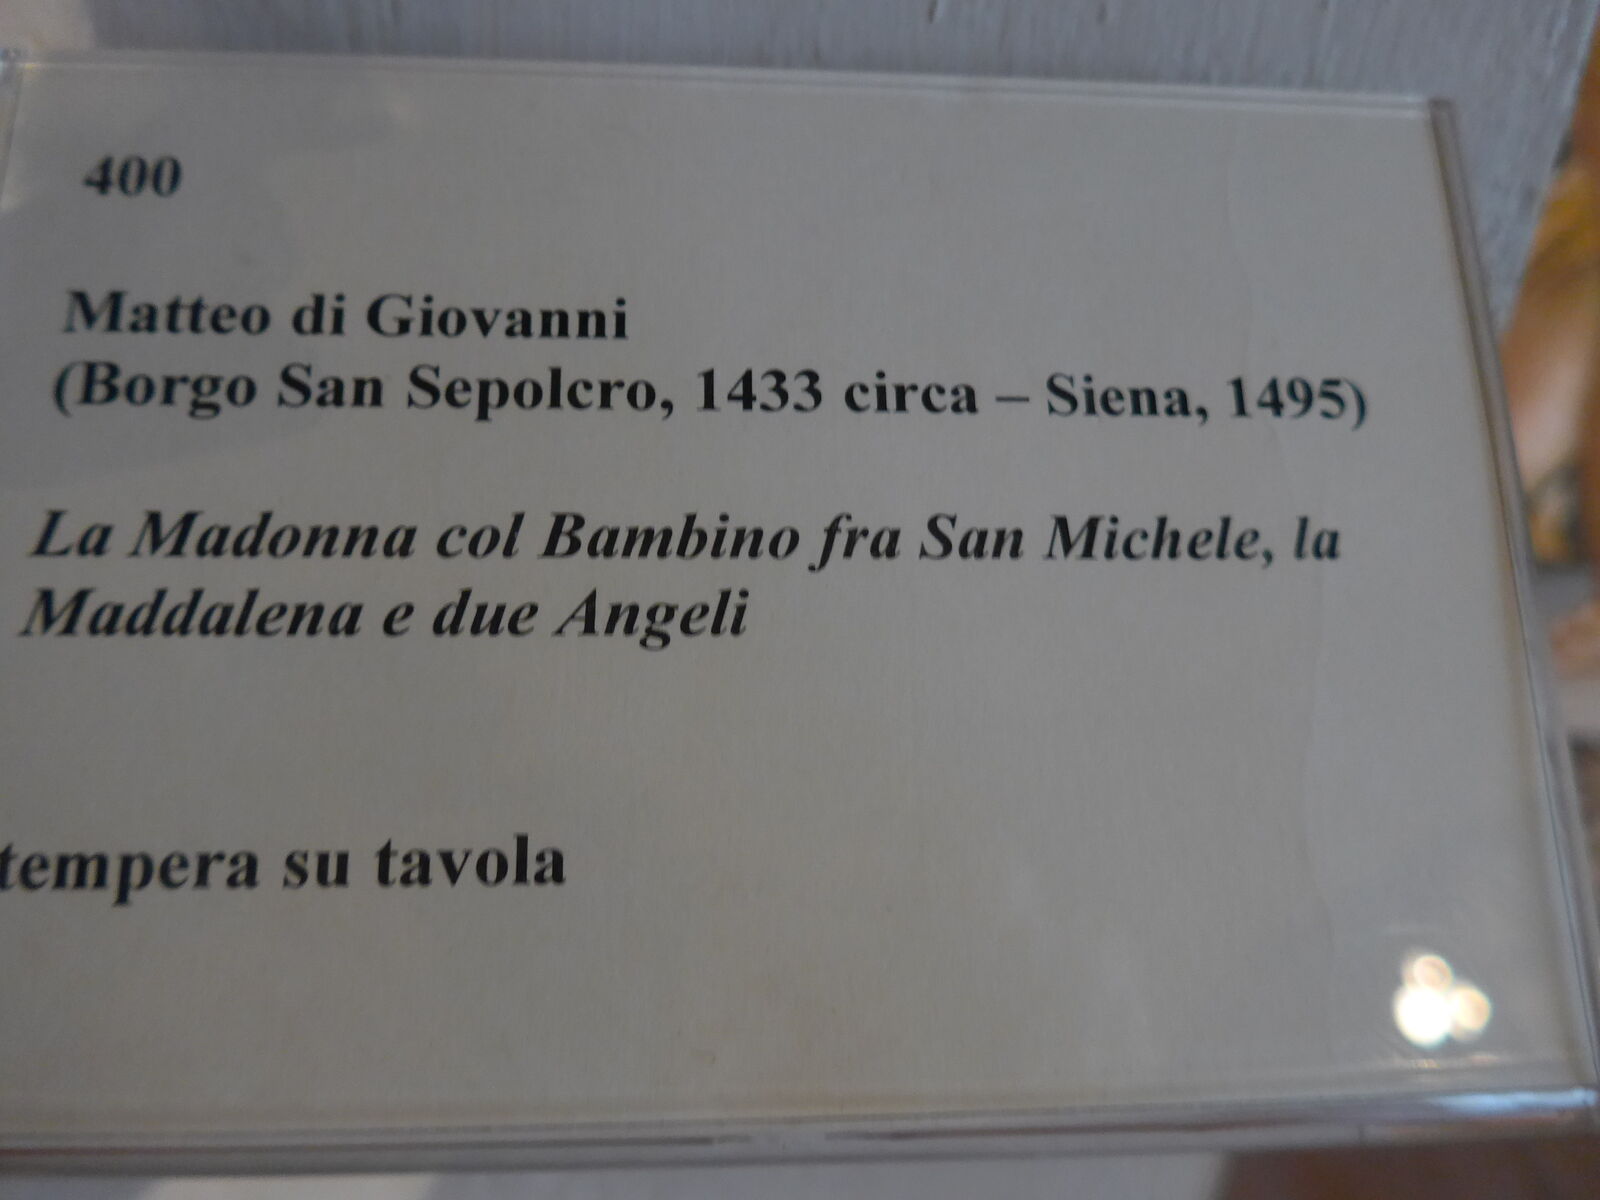 400
Matteo di Giovanni
(Borgo San Sepolcro, 1433 circa – Siena, 1495)
La Madonna col Bambino fra San Michele, la
Maddalena e due Angeli
tempera su tavola